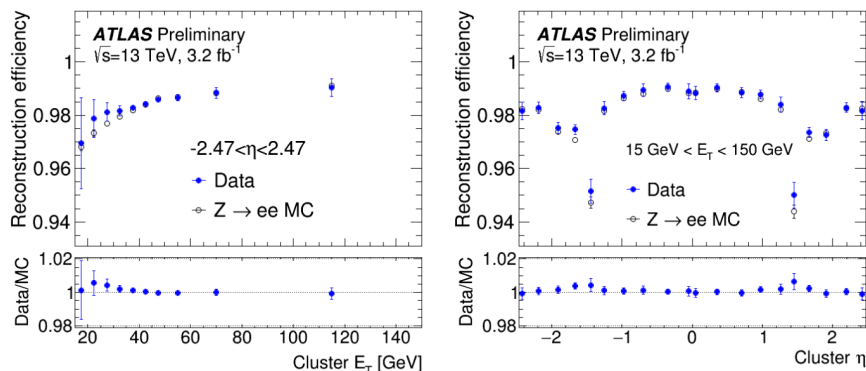 ATLAS Preliminary
√s=13 TeV, 3.2 fb⁻¹
Reconstruction efficiency
1
0.98
0.96
0.94
-2.47<η<2.47
Data
Z → ee MC
Data/MC
1.02
1
0.98
20 40 60 80 100 120 140
Cluster E_T [GeV]
ATLAS Preliminary
√s=13 TeV, 3.2 fb⁻¹
Reconstruction efficiency
1
0.98
0.96
0.94
15 GeV < E_T < 150 GeV
Data
Z → ee MC
Data/MC
1.02
1
0.98
−2 −1 0 1 2
Cluster η